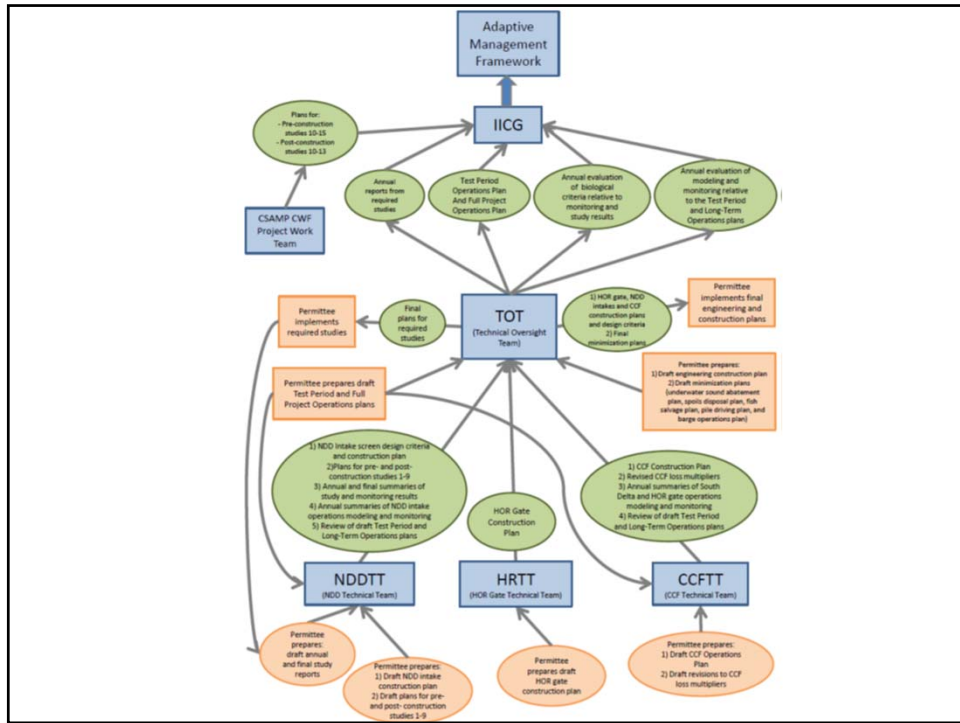 Adaptive
Management
Framework
Plans for:
- Pre-construction
studies 10-15
- Post-construction
studies 10-13
IICG
Annual
reports from
required studies
Test Period
Operations Plan
And Full Project
Operations Plan
Annual evaluation
of biological
criteria relative to
monitoring and
study results
Annual evaluation of
modeling and
monitoring relative
to the Test Period
and Long-Term
Operations plans
CSAMP CWF
Project Work
Team
Permittee
implements
required studies
Final
plans for
required
studies
TOT
(Technical Oversight
Team)
1) HOR gate, NDD
intakes and CCF
construction plans
and design criteria
2) Final
minimization plans
Permittee
implements final
engineering and
construction plans
Permittee prepares draft
Test Period and Full
Project Operations plans
Permittee prepares:
1) Draft engineering construction plan
2) Draft minimization plans
(underwater sound abatement
plan, spoils disposal plan, fish
salvage plan, pile driving plan, and
barge operations plan)
1) NDD Intake screen design criteria
and construction plan
2)Plans for pre- and post-
construction studies 1-9
3) Annual and final summaries of
study and monitoring results
4) Annual summaries of NDD intake
operations modeling and monitoring
5) Review of draft Test Period and
Long-Term Operations plans
HOR Gate
Construction
Plan
1) CCF Construction Plan
2) Revised CCF loss multipliers
3) Annual summaries of South
Delta and HOR gate operations
modeling and monitoring
4) Review of draft Test Period
and Long-Term Operations plans
NDDTT
(NDD Technical Team)
HRTT
(HOR Gate Technical Team)
CCFTT
(CCF Technical Team)
Permittee
prepares:
draft annual
and final study
reports
Permittee prepares:
1) Draft NDD intake
construction plan
2) Draft plans for pre-
and post- construction
studies 1-9
Permittee
prepares draft
HOR gate
construction plan
Permittee prepares:
1) Draft CCF Operations
Plan
2) Draft revisions to CCF
loss multipliers